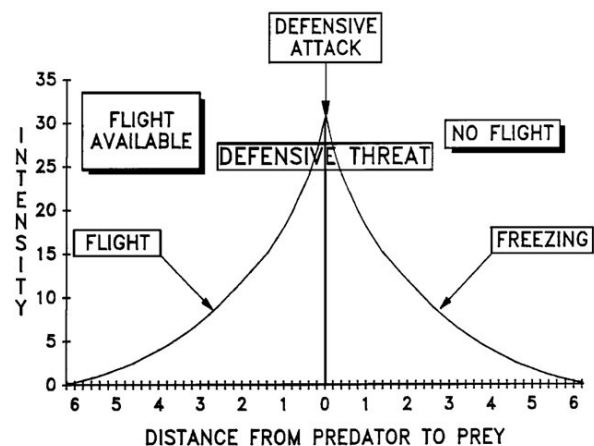 DEFENSIVE
ATTACK
35
30
25
20
15
10
5
0
INTENSITY
FLIGHT
AVAILABLE
NO FLIGHT
DEFENSIVE THREAT
FLIGHT
FREEZING
6 5 4 3 2 1 0 1 2 3 4 5 6
DISTANCE FROM PREDATOR TO PREY